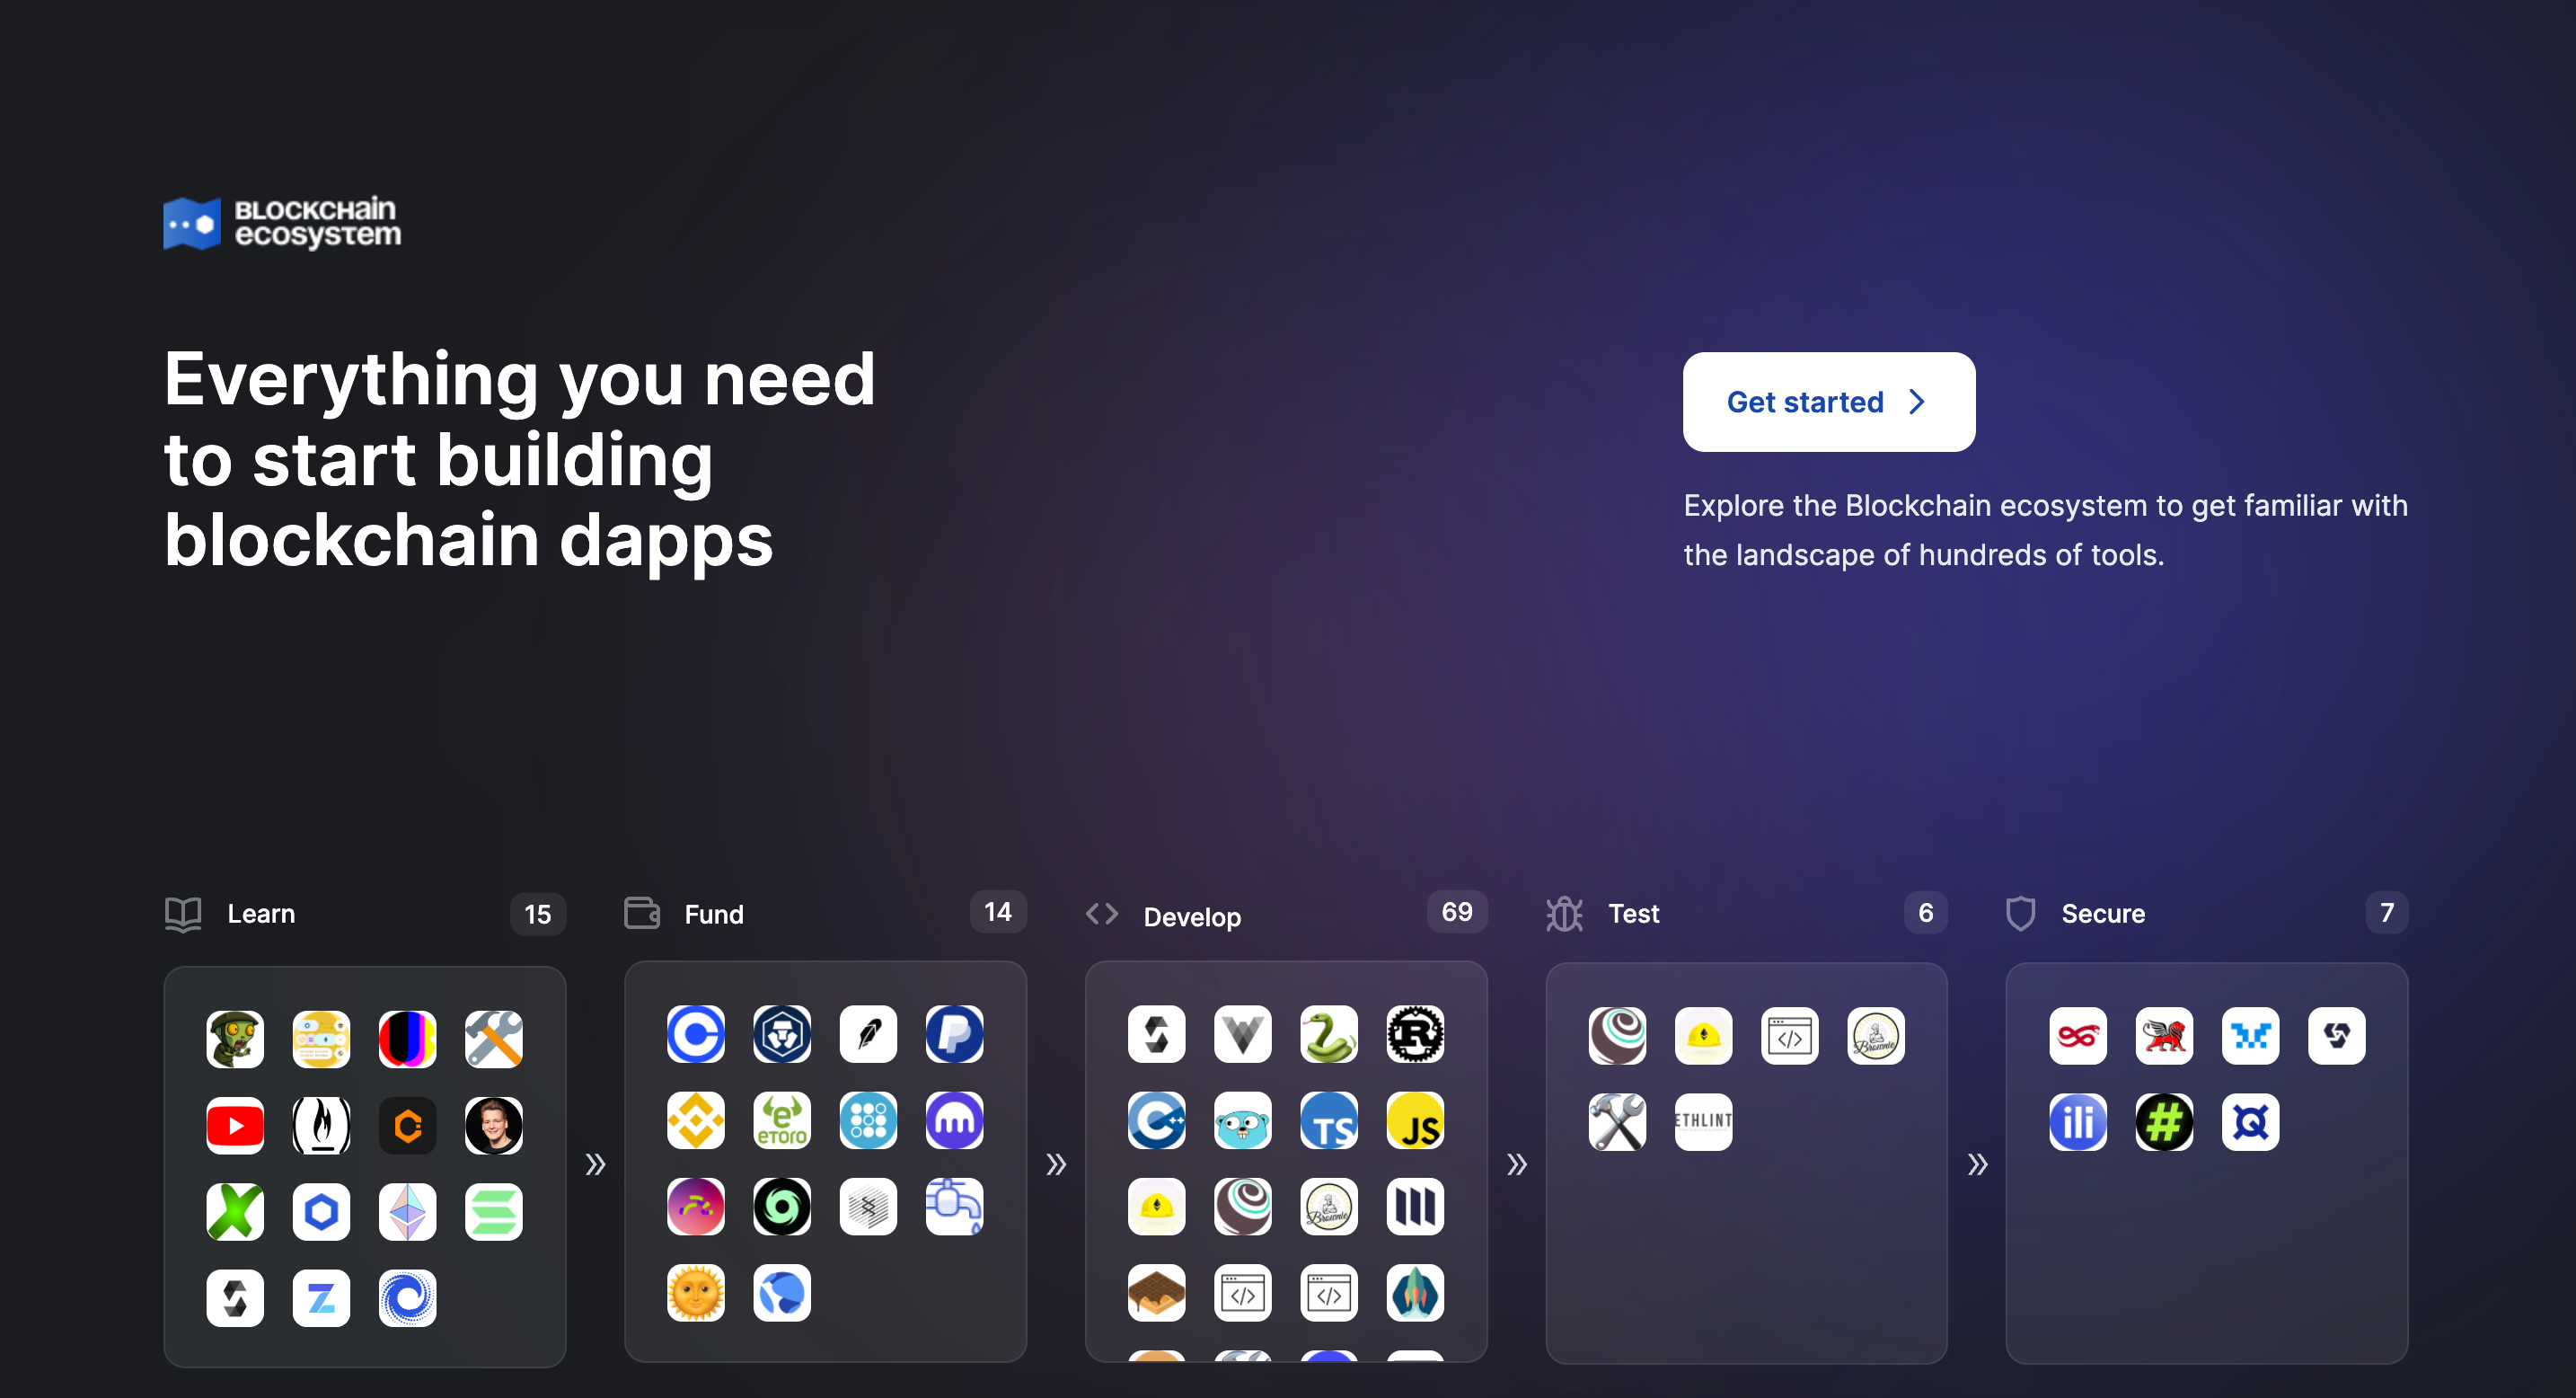 BLOCKCHain
ecosystem
Everything you need
to start building
blockchain dapps
Get started
Explore the Blockchain ecosystem to get familiar with
the landscape of hundreds of tools.
Learn 15
Fund 14
Develop 69
Test 6
Secure 7
eToro
C++
TS
JS
Brownie
Brownie
ETHLINT